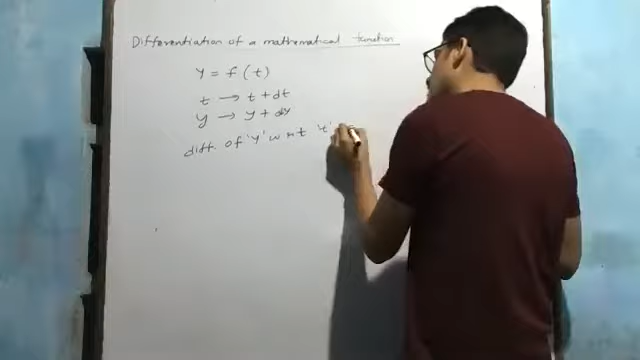 Differentiation of a mathematical function
y = f (t)
t → t + dt
y → y + dy
diff. of 'y' w r t 't'